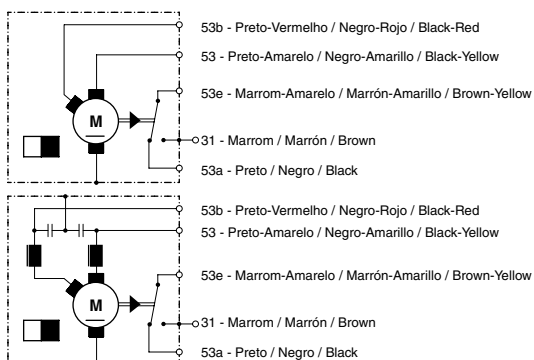 53b - Preto-Vermelho / Negro-Rojo / Black-Red
53 - Preto-Amarelo / Negro-Amarillo / Black-Yellow
53e - Marrom-Amarelo / Marrón-Amarillo / Brown-Yellow
M
31 - Marrom / Marrón / Brown
53a - Preto / Negro / Black
53b - Preto-Vermelho / Negro-Rojo / Black-Red
53 - Preto-Amarelo / Negro-Amarillo / Black-Yellow
53e - Marrom-Amarelo / Marrón-Amarillo / Brown-Yellow
M
31 - Marrom / Marrón / Brown
53a - Preto / Negro / Black